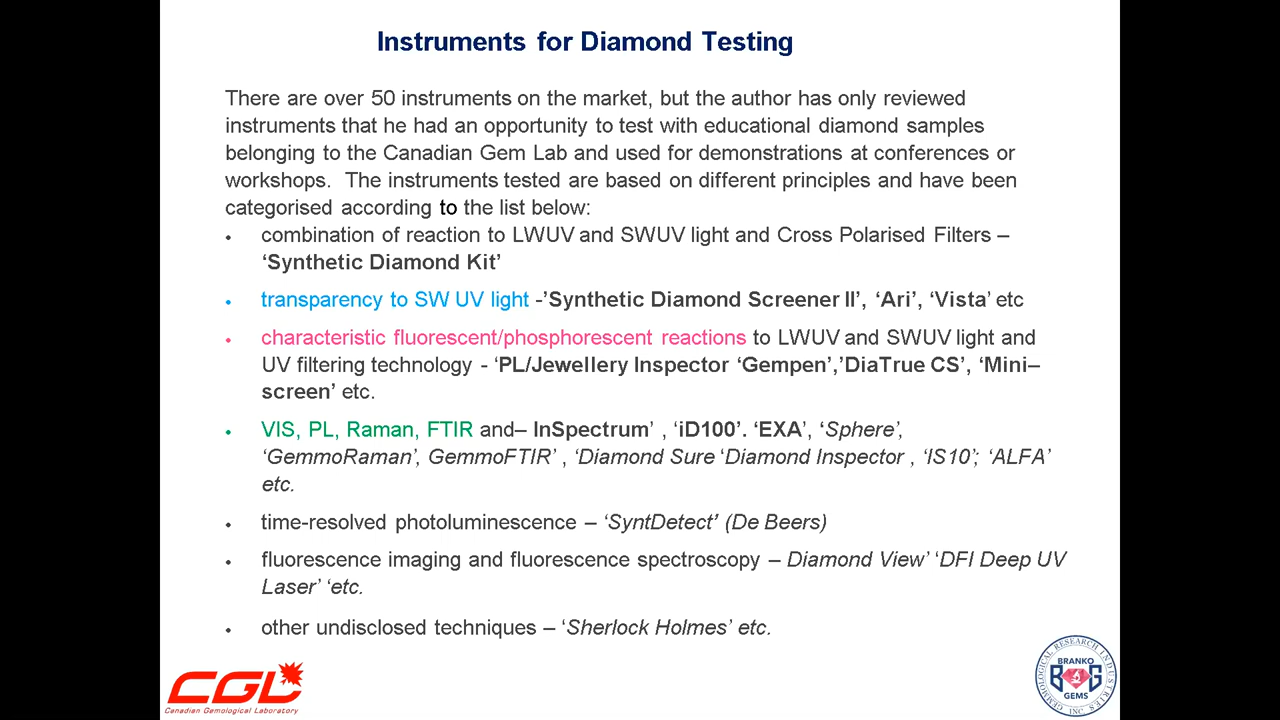 Instruments for Diamond Testing
There are over 50 instruments on the market, but the author has only reviewed
instruments that he had an opportunity to test with educational diamond samples
belonging to the Canadian Gem Lab and used for demonstrations at conferences or
workshops.  The instruments tested are based on different principles and have been
categorised according to the list below:
• combination of reaction to LWUV and SWUV light and Cross Polarised Filters –
‘Synthetic Diamond Kit’
• transparency to SW UV light -’Synthetic Diamond Screener II’, ‘Ari’, ‘Vista’ etc
• characteristic fluorescent/phosphorescent reactions to LWUV and SWUV light and
UV filtering technology - ‘PL/Jewellery Inspector ‘Gempen’,’DiaTrue CS’, ‘Mini–
screen’ etc.
• VIS, PL, Raman, FTIR and– InSpectrum’ , ‘iD100’. ‘EXA’, ‘Sphere’,
‘GemmoRaman’, GemmoFTIR’ , ‘Diamond Sure ‘Diamond Inspector , ‘IS10’; ‘ALFA’
etc.
• time-resolved photoluminescence – ‘SyntDetect’ (De Beers)
• fluorescence imaging and fluorescence spectroscopy – Diamond View’ ‘DFI Deep UV
Laser’ ‘etc.
• other undisclosed techniques – ‘Sherlock Holmes’ etc.
CGL
Canadian Gemological Laboratory
GEMMOLOGICAL RESEARCH INDUSTRIES INC
BRANKO
B G
GEMS